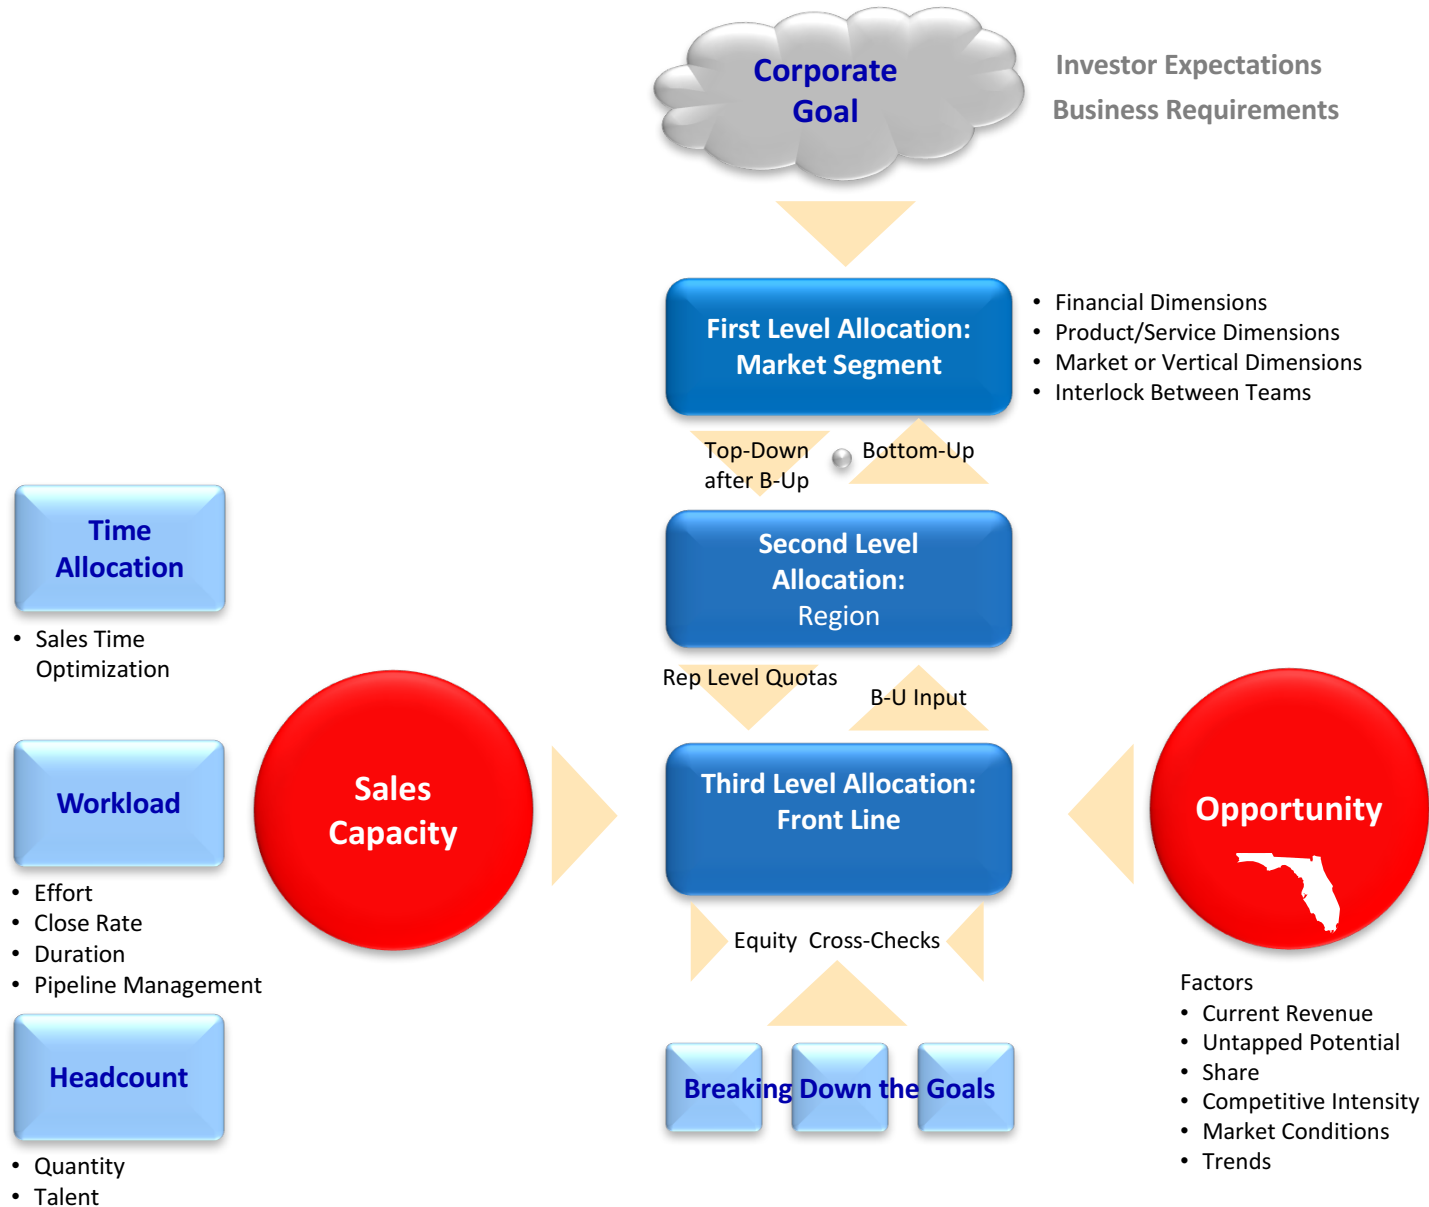 Corporate
Goal
Investor Expectations
Business Requirements
First Level Allocation:
Market Segment
• Financial Dimensions
• Product/Service Dimensions
• Market or Vertical Dimensions
• Interlock Between Teams
Top-Down
after B-Up
Bottom-Up
Second Level
Allocation:
Region
Rep Level Quotas
B-U Input
Third Level Allocation:
Front Line
Equity Cross-Checks
Breaking Down the Goals
Time
Allocation
• Sales Time
Optimization
Workload
• Effort
• Close Rate
• Duration
• Pipeline Management
Headcount
• Quantity
• Talent
Sales
Capacity
Opportunity
Factors
• Current Revenue
• Untapped Potential
• Share
• Competitive Intensity
• Market Conditions
• Trends